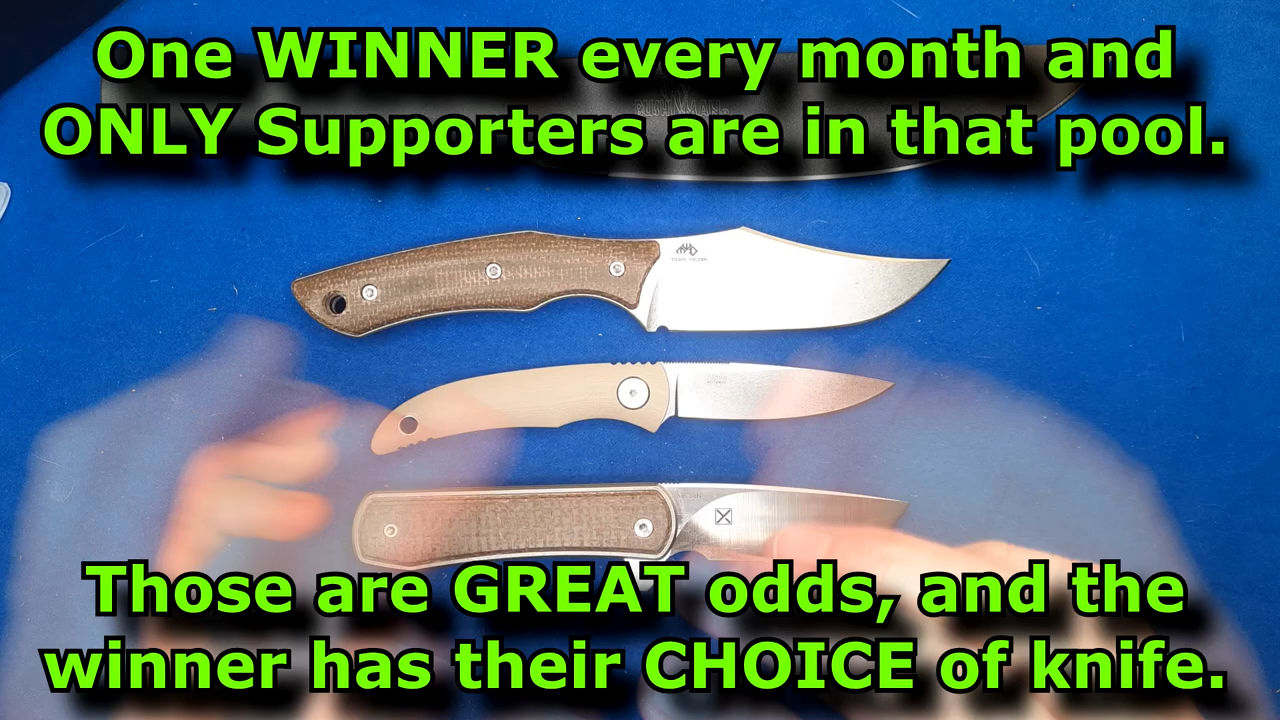 One WINNER every month and
ONLY Supporters are in that pool.
Those are GREAT odds, and the
winner has their CHOICE of knife.